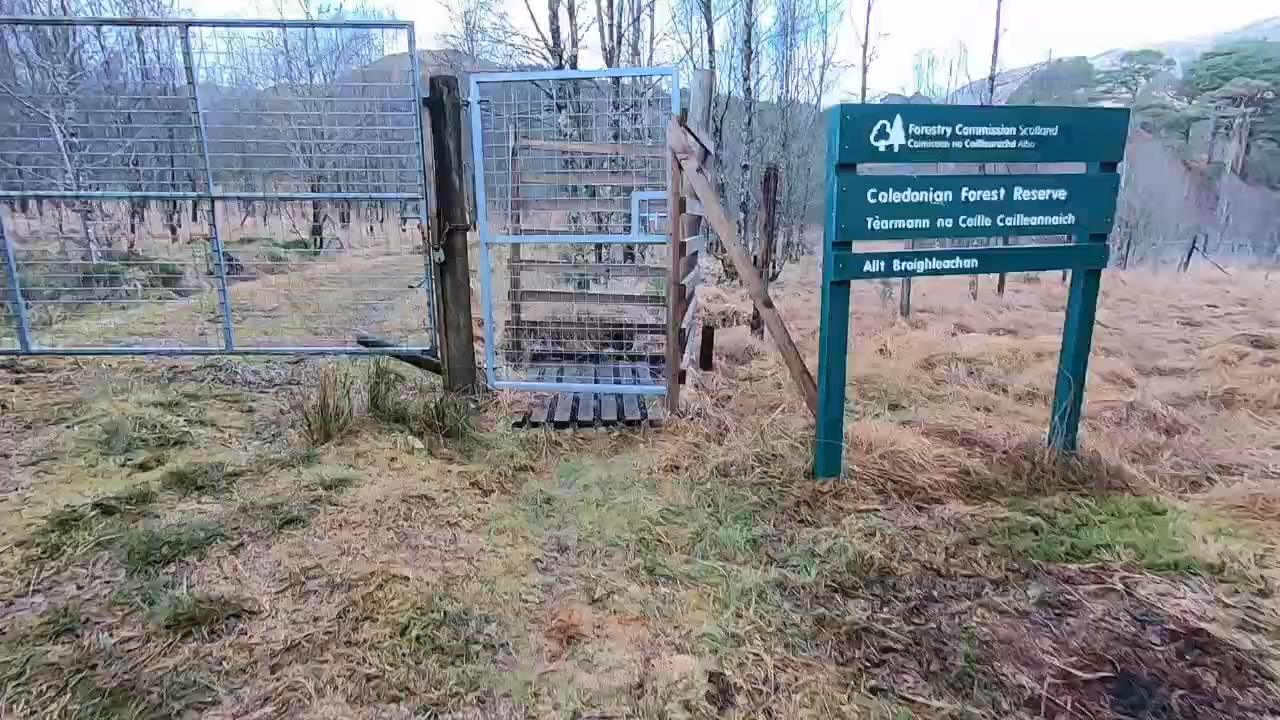 Forestry Commission Scotland
Coimisean na Coilltearachd Alba
Caledonian Forest Reserve
Tèarmann na Coille Cailleannaich
Allt Broighleachan